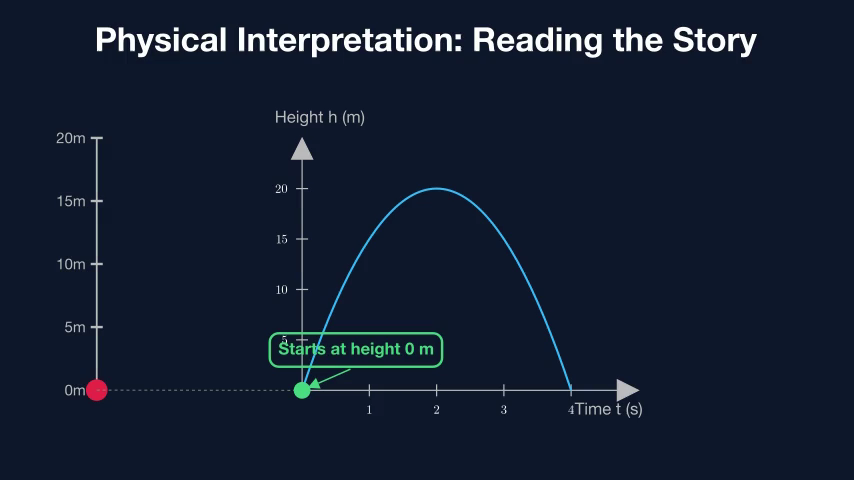 Physical Interpretation: Reading the Story
Height h (m)
20m
15m
10m
5m
0m
20
15
10
5
Starts at height 0 m
1
2
3
4
Time t (s)